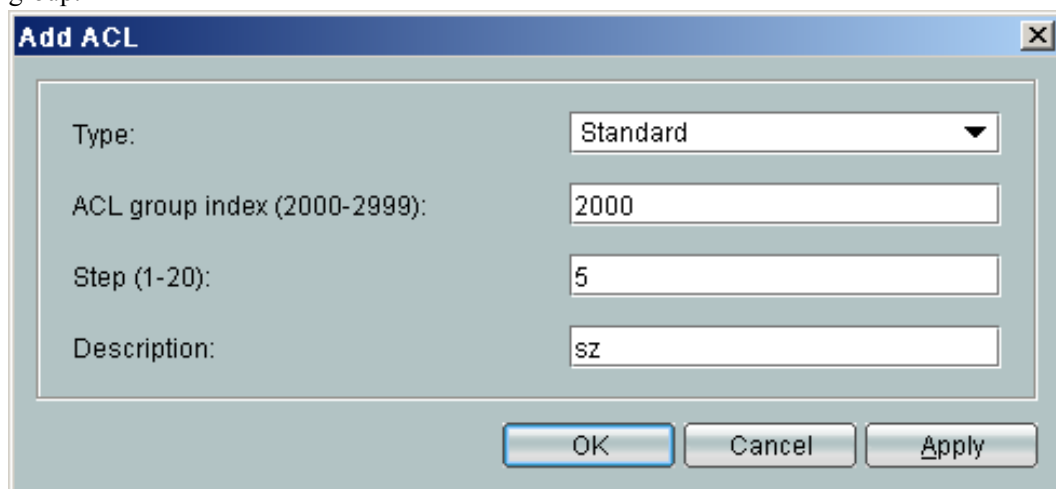 group.
Add ACL
Type: Standard
ACL group index (2000-2999): 2000
Step (1-20): 5
Description: sz
OK Cancel Apply